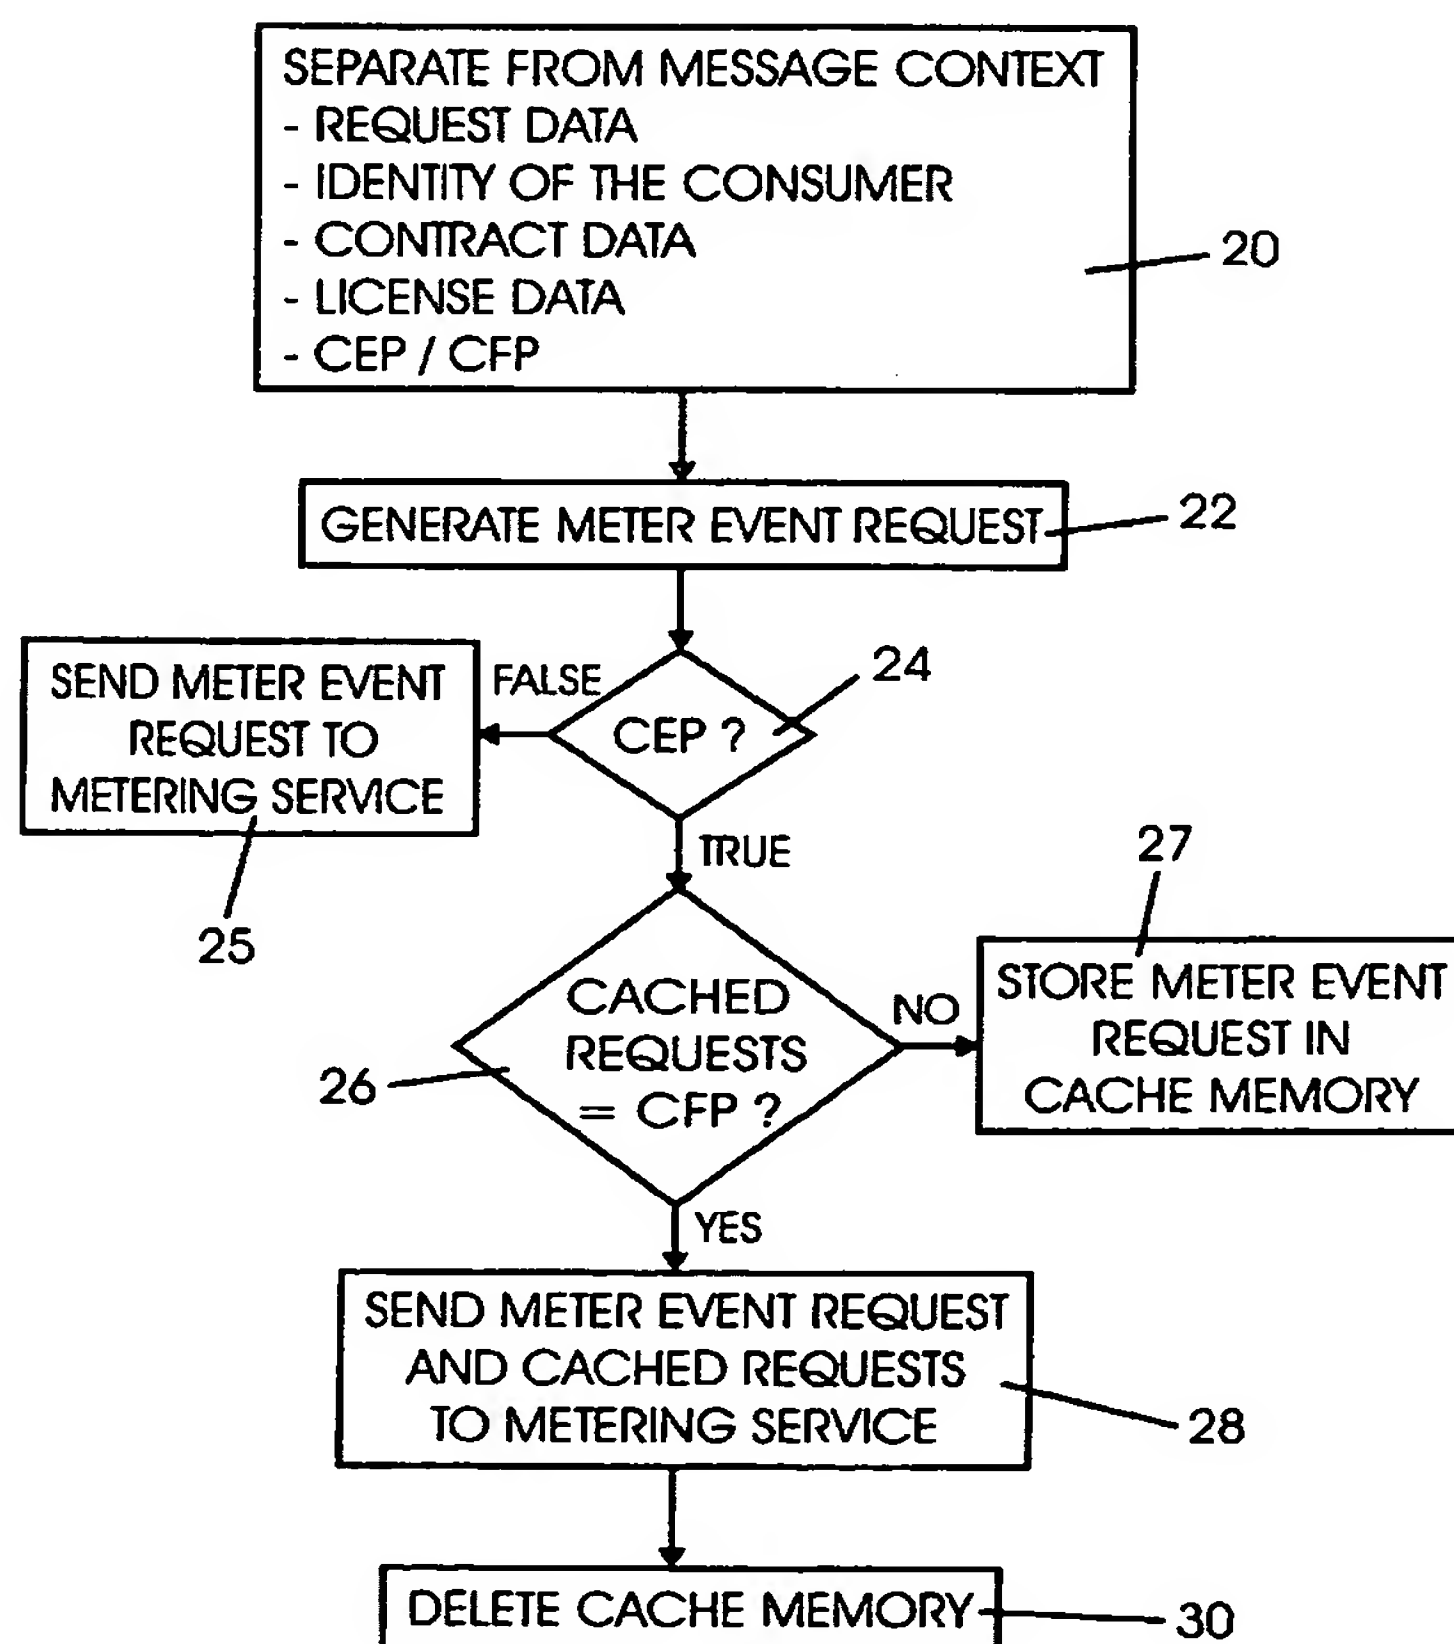 SEPARATE FROM MESSAGE CONTEXT
- REQUEST DATA
- IDENTITY OF THE CONSUMER
- CONTRACT DATA
- LICENSE DATA
- CEP / CFP
20
GENERATE METER EVENT REQUEST
22
SEND METER EVENT
REQUEST TO
METERING SERVICE
25
FALSE
CEP ?
24
TRUE
CACHED
REQUESTS
= CFP ?
26
NO
27
STORE METER EVENT
REQUEST IN
CACHE MEMORY
YES
SEND METER EVENT REQUEST
AND CACHED REQUESTS
TO METERING SERVICE
28
DELETE CACHE MEMORY
30